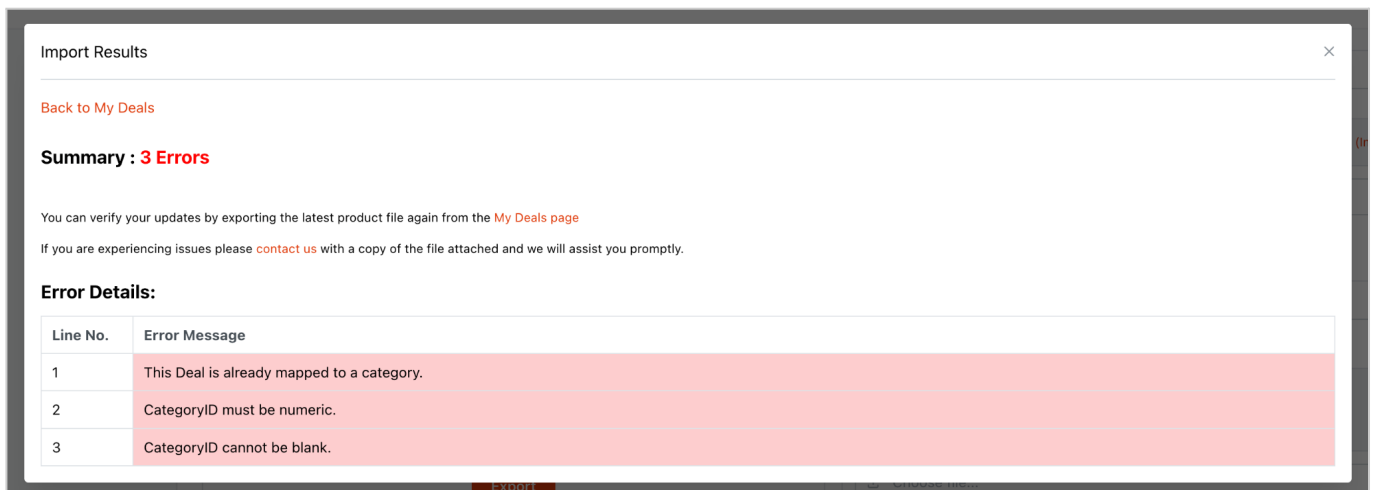 Import Results
×
Back to My Deals
Summary : 3 Errors
You can verify your updates by exporting the latest product file again from the My Deals page
If you are experiencing issues please contact us with a copy of the file attached and we will assist you promptly.
Error Details:
Line No. Error Message
1 This Deal is already mapped to a category.
2 CategoryID must be numeric.
3 CategoryID cannot be blank.
Export Choose file...